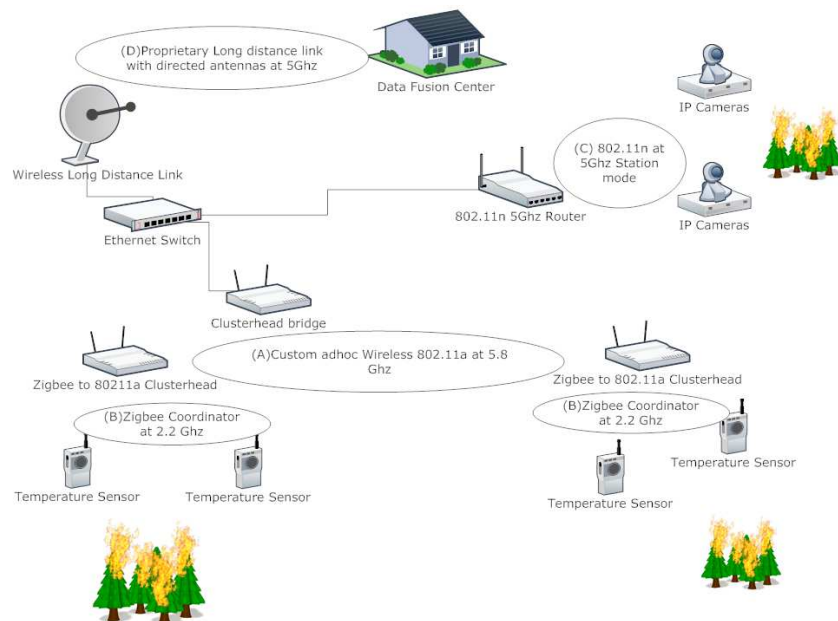 (D)Proprietary Long distance link
with directed antennas at 5Ghz
Data Fusion Center
IP Cameras
Wireless Long Distance Link
(C) 802.11n at
5Ghz Station
mode
802.11n 5Ghz Router
IP Cameras
Ethernet Switch
Clusterhead bridge
(A)Custom adhoc Wireless 802.11a at 5.8
Ghz
Zigbee to 80211a Clusterhead
Zigbee to 802.11a Clusterhead
(B)Zigbee Coordinator
at 2.2 Ghz
(B)Zigbee Coordinator
at 2.2 Ghz
Temperature Sensor
Temperature Sensor
Temperature Sensor
Temperature Sensor